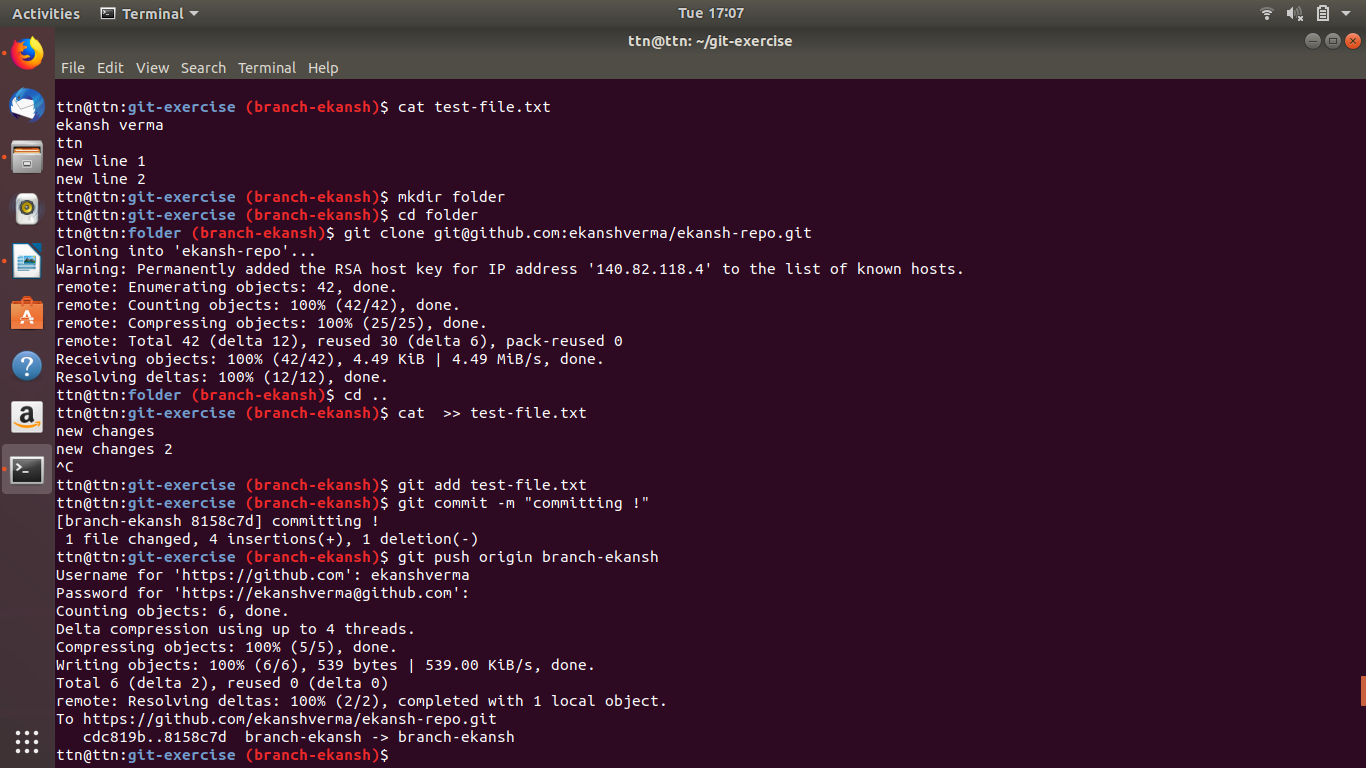 Activities Terminal Tue 17:07
ttn@ttn: ~/git-exercise
File Edit View Search Terminal Help
ttn@ttn:git-exercise (branch-ekansh)$ cat test-file.txt
ekansh verma
ttn
new line 1
new line 2
ttn@ttn:git-exercise (branch-ekansh)$ mkdir folder
ttn@ttn:git-exercise (branch-ekansh)$ cd folder
ttn@ttn:folder (branch-ekansh)$ git clone git@github.com:ekanshverma/ekansh-repo.git
Cloning into 'ekansh-repo'...
Warning: Permanently added the RSA host key for IP address '140.82.118.4' to the list of known hosts.
remote: Enumerating objects: 42, done.
remote: Counting objects: 100% (42/42), done.
remote: Compressing objects: 100% (25/25), done.
remote: Total 42 (delta 12), reused 30 (delta 6), pack-reused 0
Receiving objects: 100% (42/42), 4.49 KiB | 4.49 MiB/s, done.
Resolving deltas: 100% (12/12), done.
ttn@ttn:folder (branch-ekansh)$ cd ..
ttn@ttn:git-exercise (branch-ekansh)$ cat  >> test-file.txt
new changes
new changes 2
^C
ttn@ttn:git-exercise (branch-ekansh)$ git add test-file.txt
ttn@ttn:git-exercise (branch-ekansh)$ git commit -m "committing !"
[branch-ekansh 8158c7d] committing !
 1 file changed, 4 insertions(+), 1 deletion(-)
ttn@ttn:git-exercise (branch-ekansh)$ git push origin branch-ekansh
Username for 'https://github.com': ekanshverma
Password for 'https://ekanshverma@github.com':
Counting objects: 6, done.
Delta compression using up to 4 threads.
Compressing objects: 100% (5/5), done.
Writing objects: 100% (6/6), 539 bytes | 539.00 KiB/s, done.
Total 6 (delta 2), reused 0 (delta 0)
remote: Resolving deltas: 100% (2/2), completed with 1 local object.
To https://github.com/ekanshverma/ekansh-repo.git
   cdc819b..8158c7d  branch-ekansh -> branch-ekansh
ttn@ttn:git-exercise (branch-ekansh)$